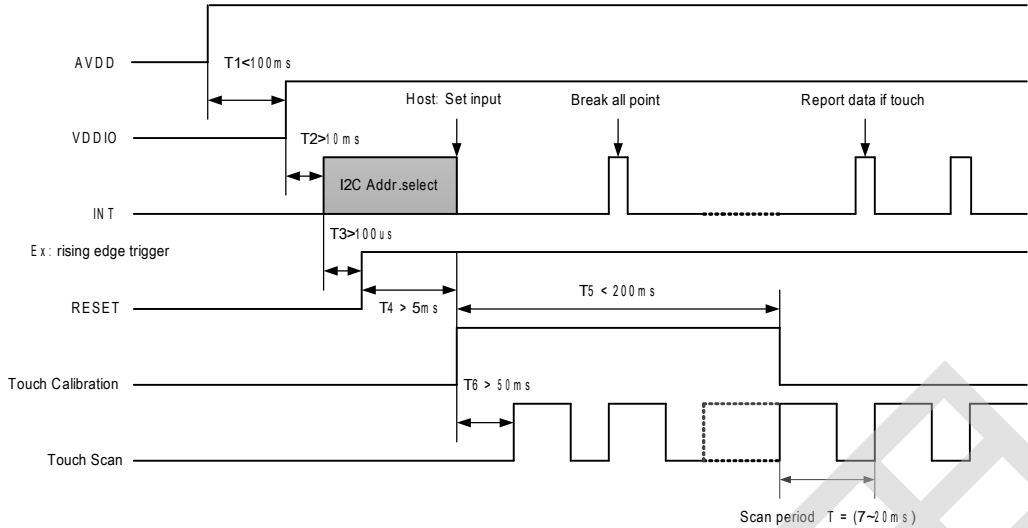 AVDD
T1<100ms
Host: Set input
Break all point
Report data if touch
VDDIO
T2>10ms
I2C Addr.select
INT
T3>100us
Ex: rising edge trigger
T5 < 200ms
RESET
T4 > 5ms
Touch Calibration
T6 > 50ms
Touch Scan
Scan period T = (7~20ms)